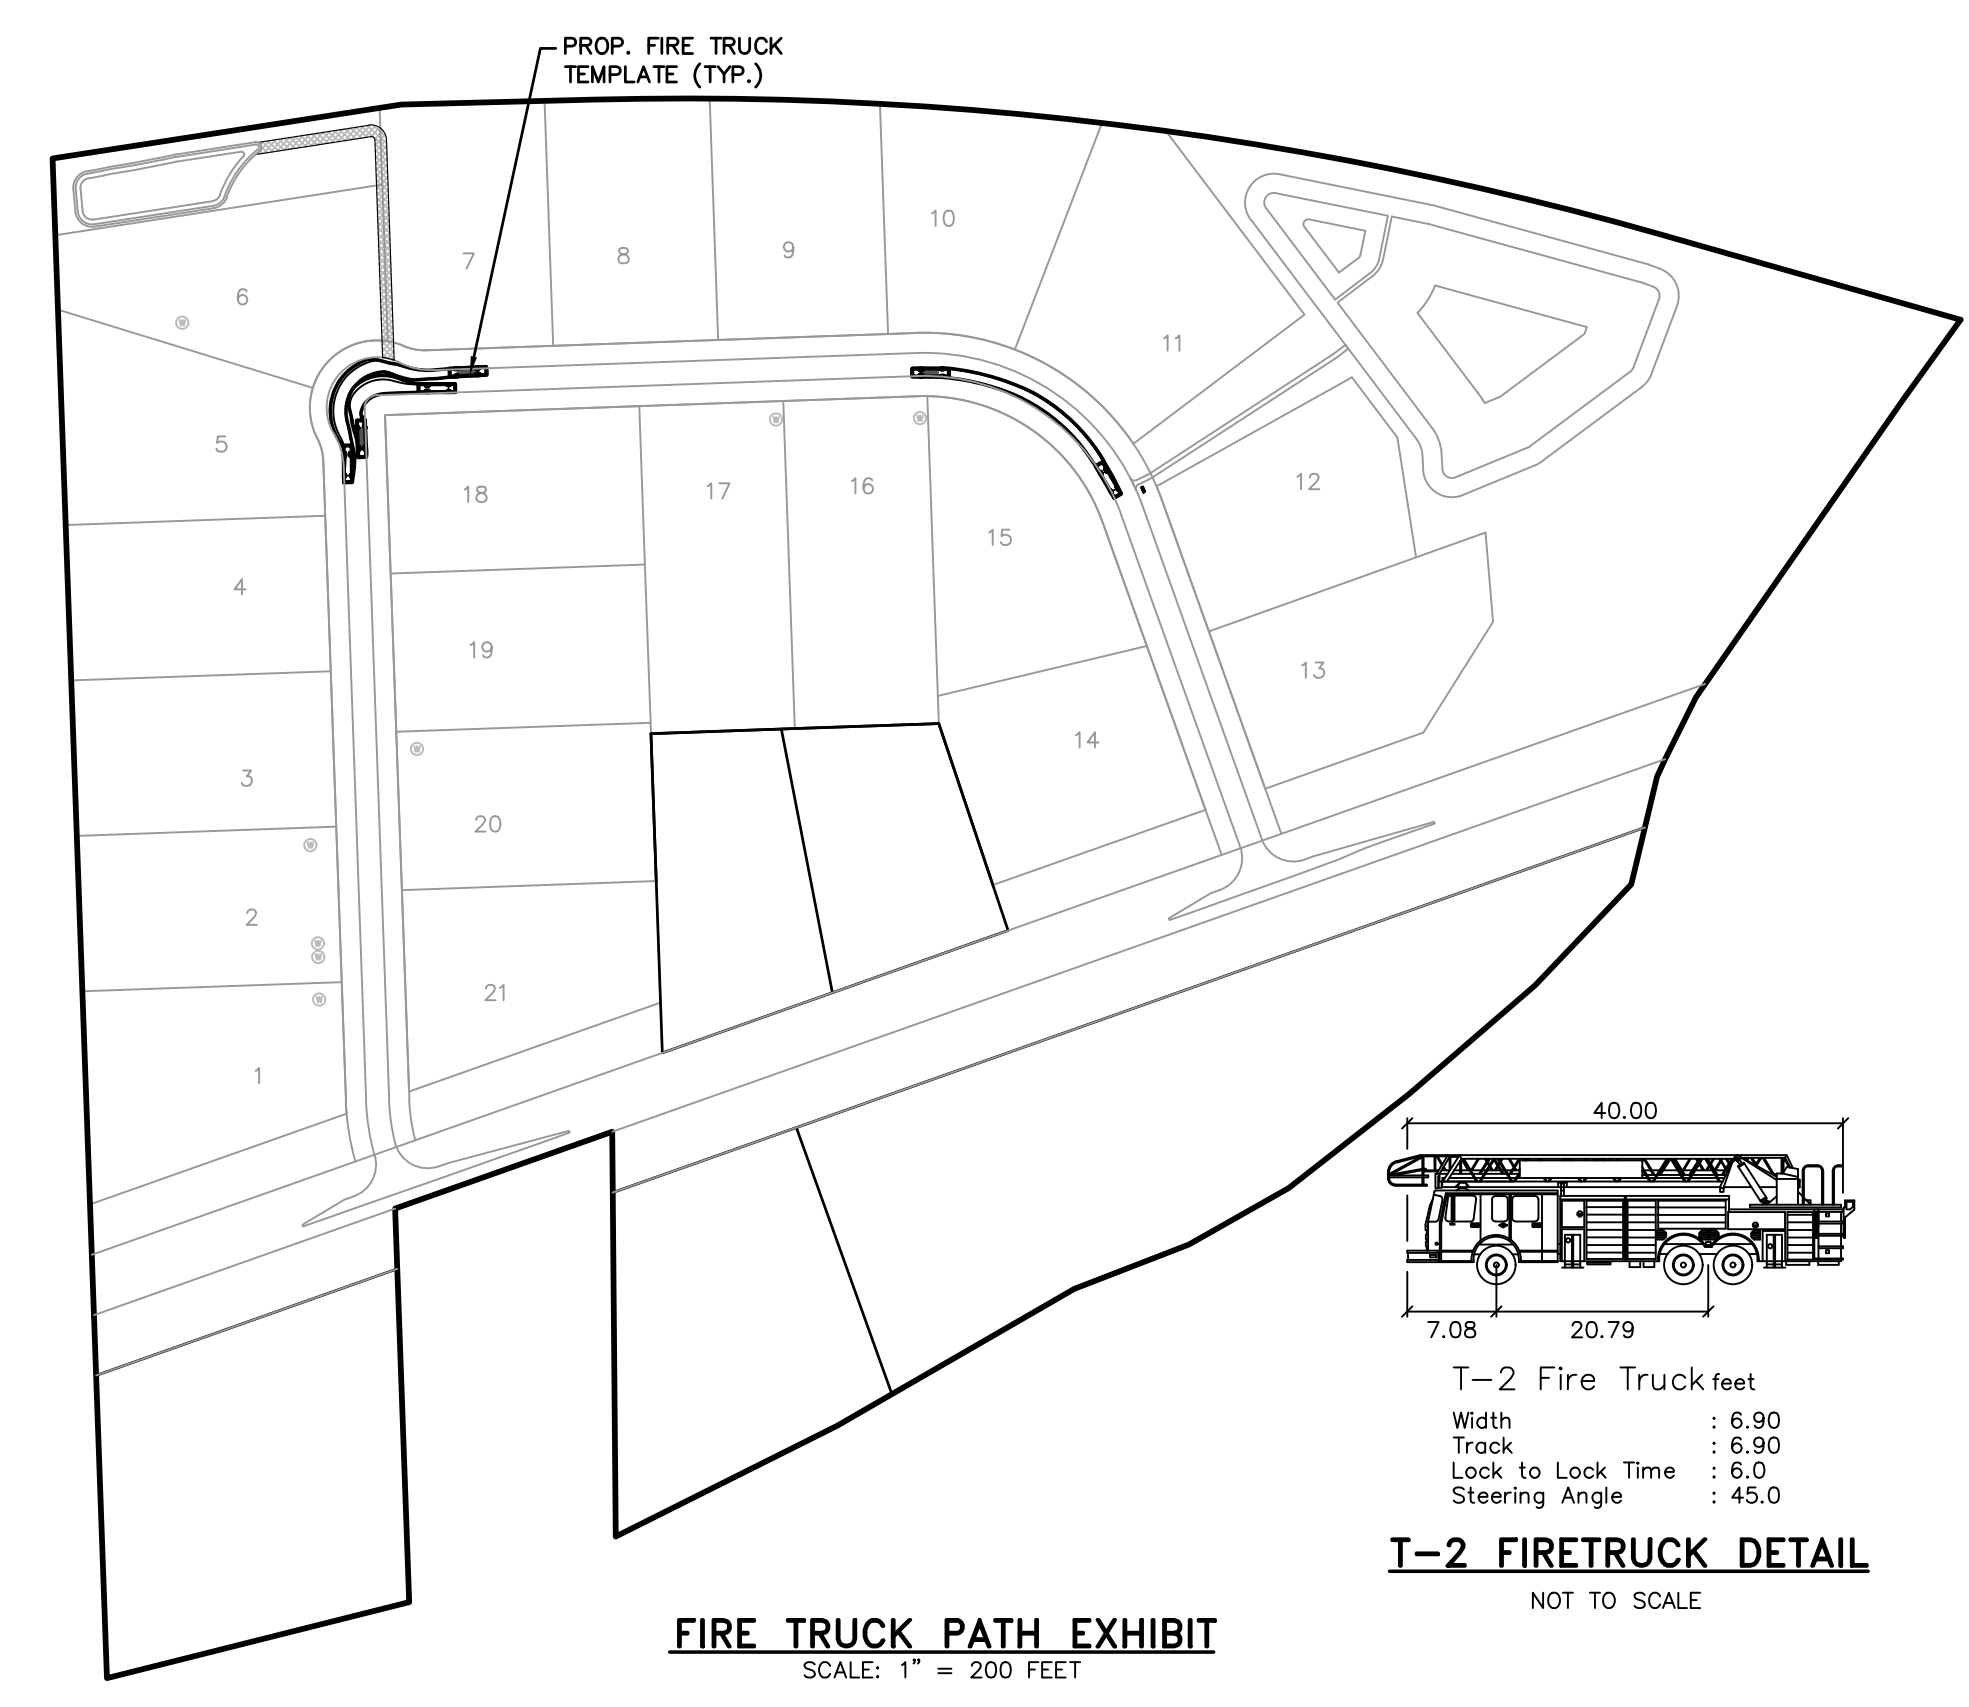 PROP. FIRE TRUCK
TEMPLATE (TYP.)
10
9
8
7
6
W
11
W
W
5
18
17
16
12
15
4
19
13
14
W
3
20
W
2
W
W
21
W
1
40.00
7.08
20.79
T-2 Fire Truck feet
Width : 6.90
Track : 6.90
Lock to Lock Time : 6.0
Steering Angle : 45.0
T-2 FIRETRUCK DETAIL
NOT TO SCALE
FIRE TRUCK PATH EXHIBIT
SCALE: 1" = 200 FEET